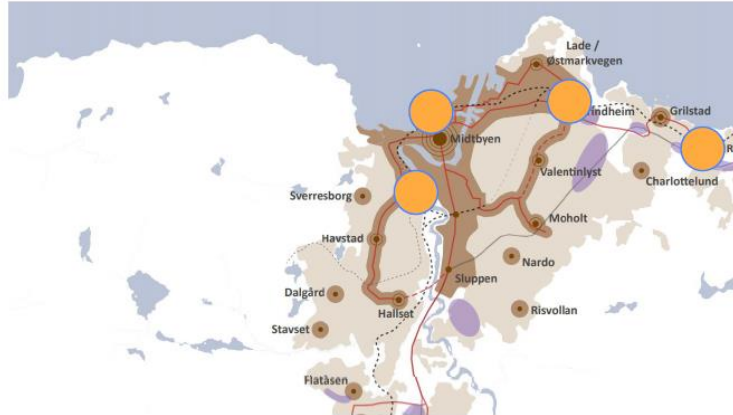 Lade /
Østmarkvegen
Grilstad
Midtbyen
Valentinlyst
Charlottelund
Sverresborg
Moholt
Havstad
Nardo
Sluppen
Dalgård
Hallset
Risvollan
Stavset
Flatåsen